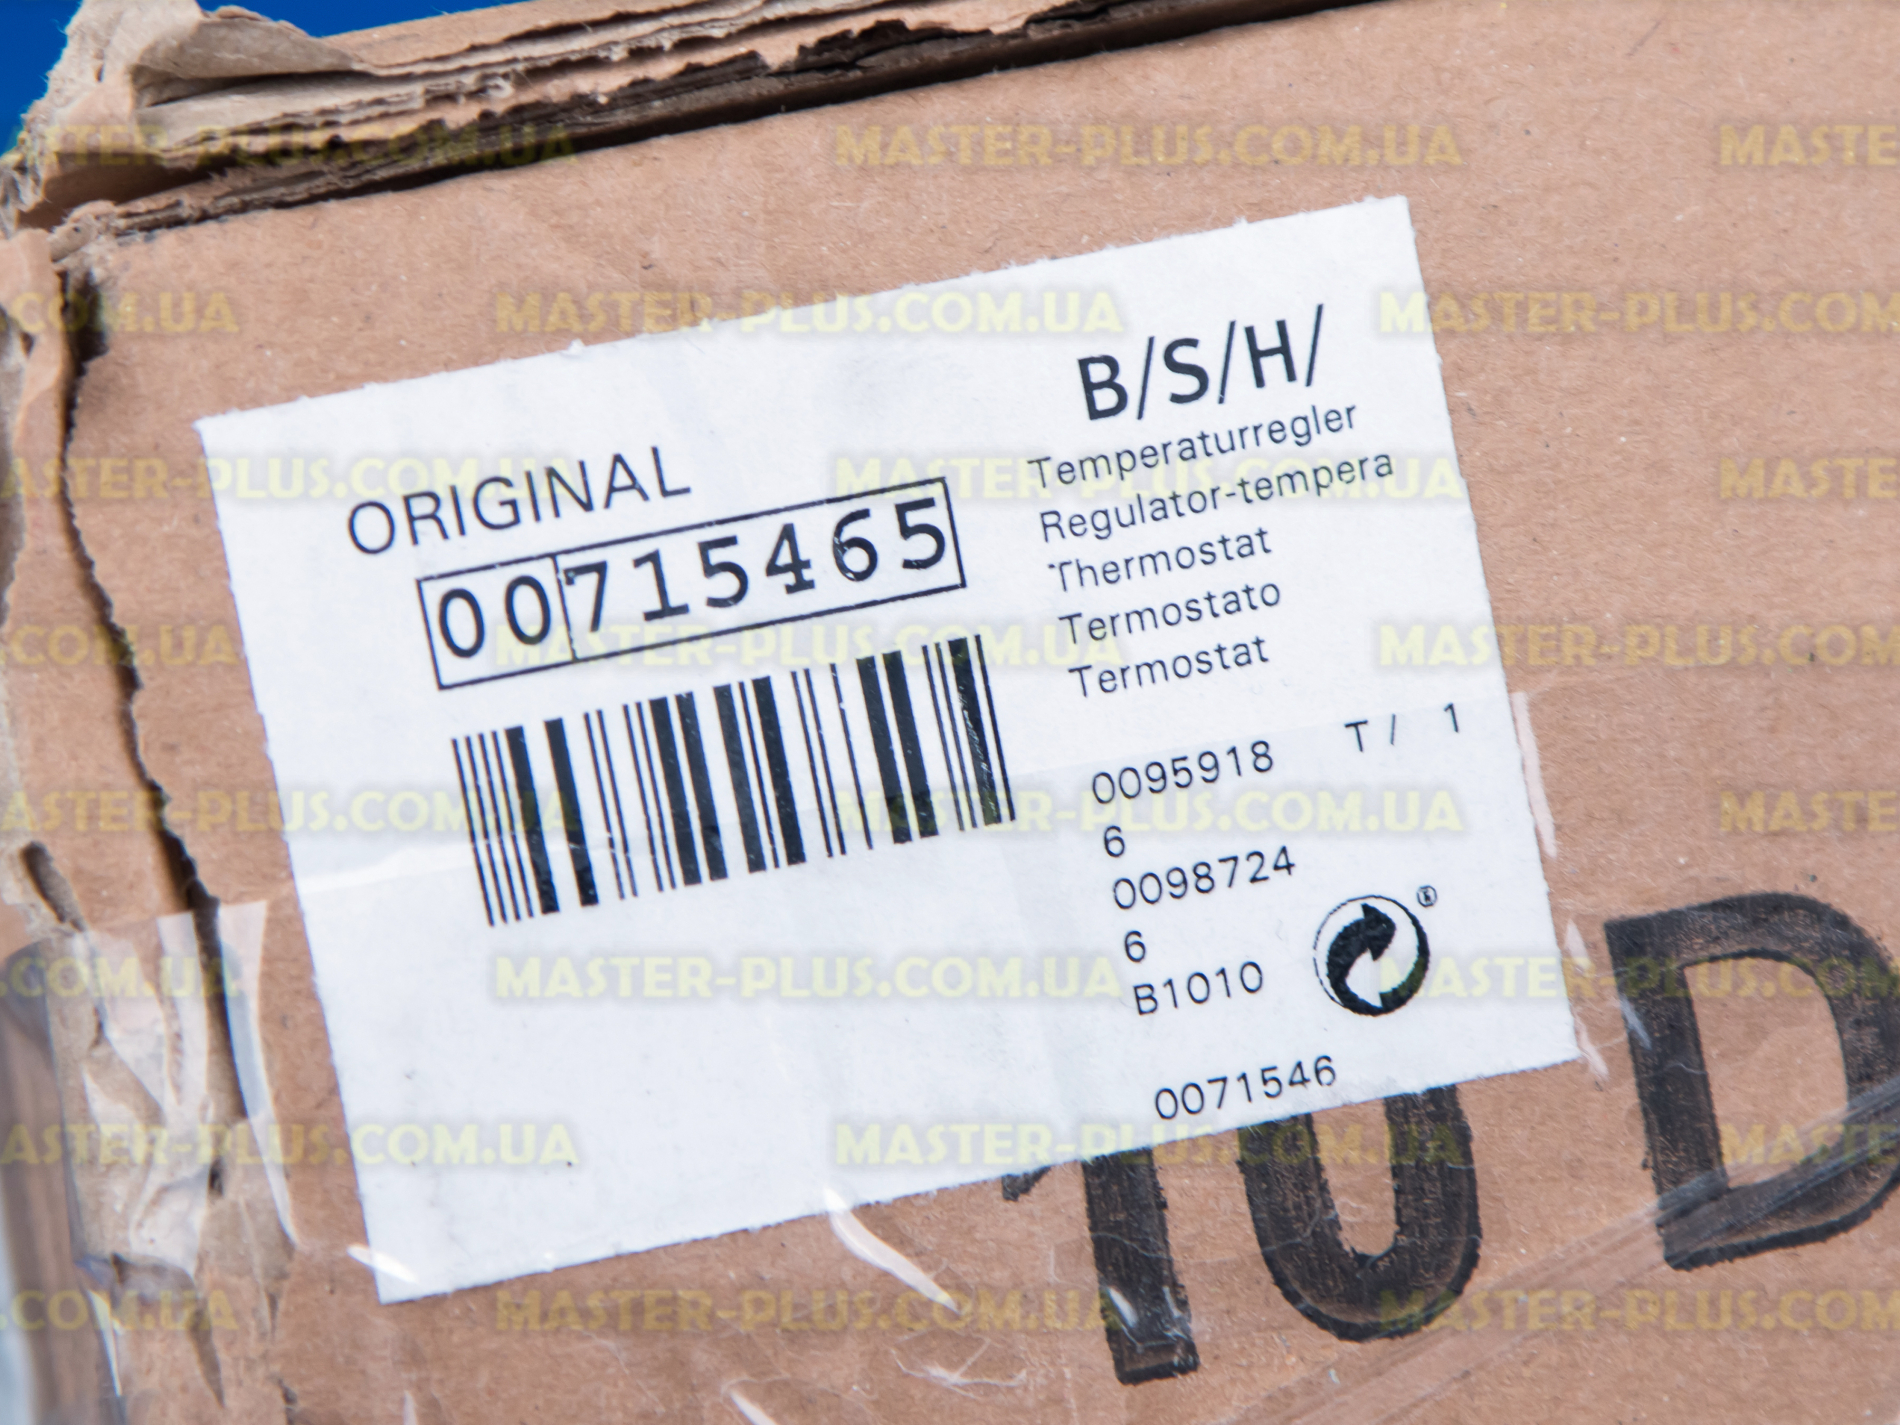 B/S/H/
ORIGINAL
00715465
Temperaturregler
Regulator-tempera
Thermostat
Termostato
Termostat
0095918 T / 1
6
0098724
6
B1010
®
0071546
10 D
MASTER-PLUS.COM.UA